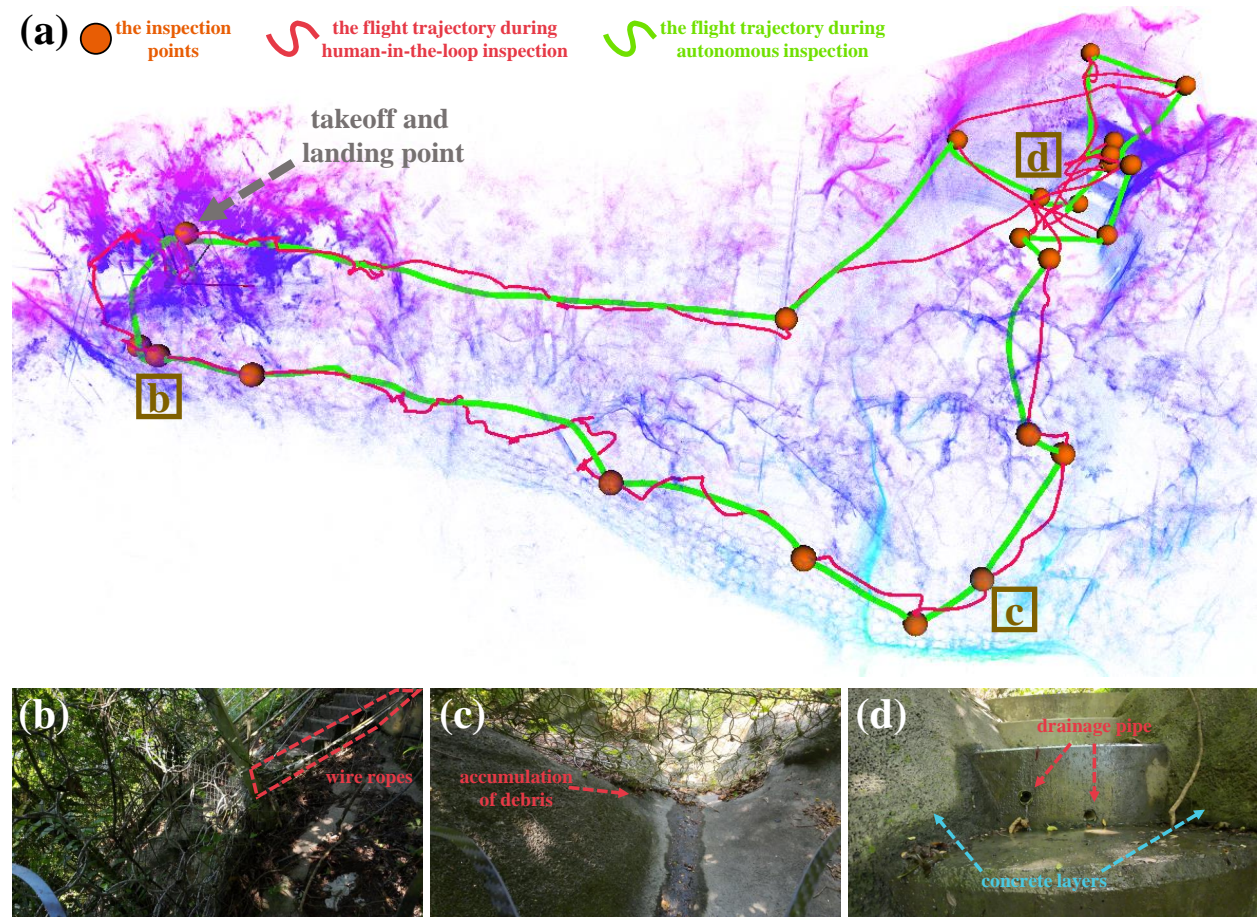 (a)
the inspection
points
the flight trajectory during
human-in-the-loop inspection
the flight trajectory during
autonomous inspection
takeoff and
landing point
d
b
c
(b)
wire ropes
(c)
accumulation
of debris
(d)
drainage pipe
concrete layers